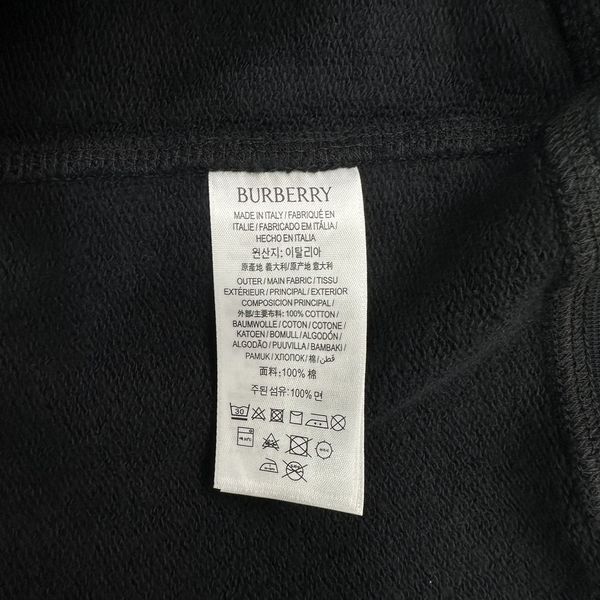 BURBERRY
MADE IN ITALY / FABRIQUÉ EN
ITALIE / FABRICADO EM ITÁLIA /
HECHO EN ITALIA
원산지: 이탈리아
原產地 義大利/原产地 意大利
OUTER / MAIN FABRIC / TISSU
EXTÉRIEUR / PRINCIPAL / EXTERIOR
COMPOSICION PRINCIPAL /
外部/主要布料: 100% COTTON /
BAUMWOLLE / COTON / COTONE /
KATOEN / BOMULL / ALGODÓN /
ALGODÃO / PUUVILLA / BAMBAKI /
PAMUK / ХЛОПОК / 棉 / قطن
面料: 100% 棉
주된섬유: 100% 면
30